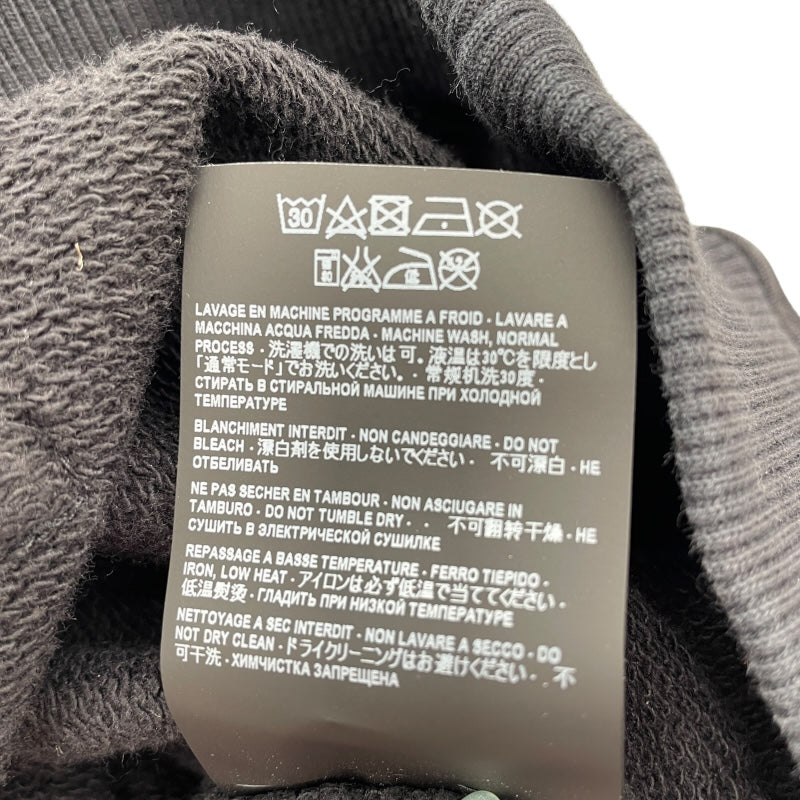 30
LAVAGE EN MACHINE PROGRAMME A FROID - LAVARE A
MACCHINA ACQUA FREDDA - MACHINE WASH, NORMAL
PROCESS - 洗濯機での洗いは可。液温は30℃を限度とし
「通常モード」でお洗いください。・常规机洗30度 -
СТИРАТЬ В СТИРАЛЬНОЙ МАШИНЕ ПРИ ХОЛОДНОЙ
ТЕМПЕРАТУРЕ
BLANCHIMENT INTERDIT - NON CANDEGGIARE - DO NOT
BLEACH - 漂白剤を使用しないでください - 不可漂白 - НЕ
ОТБЕЛИВАТЬ
NE PAS SECHER EN TAMBOUR - NON ASCIUGARE IN
TAMBURO - DO NOT TUMBLE DRY - - 不可翻转干燥 - НЕ
СУШИТЬ В ЭЛЕКТРИЧЕСКОЙ СУШИЛКЕ
REPASSAGE A BASSE TEMPERATURE - FERRO TIEPIDO -
IRON, LOW HEAT - アイロンは必ず低温で当ててください -
低温熨烫 - ГЛАДИТЬ ПРИ НИЗКОЙ ТЕМПЕРАТУРЕ
NETTOYAGE A SEC INTERDIT - NON LAVARE A SECCO - DO
NOT DRY CLEAN - ドライクリーニングはお避けください - 不
可干洗 - ХИМЧИСТКА ЗАПРЕЩЕНА